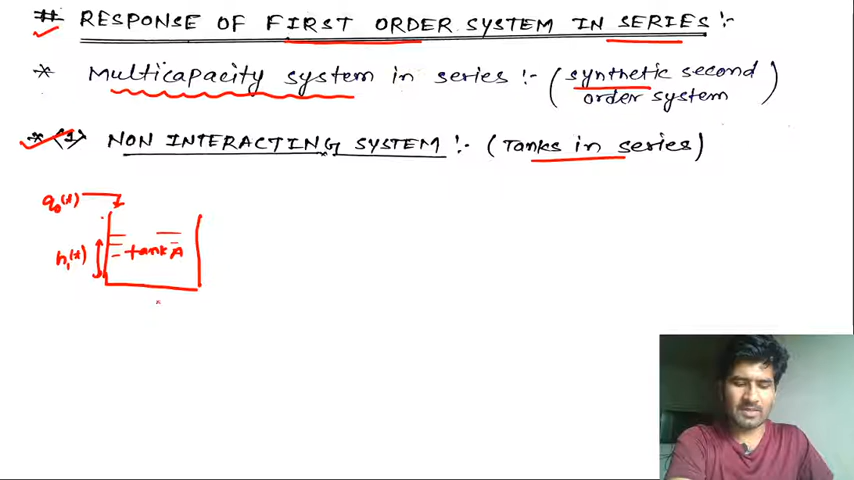 # RESPONSE OF FIRST ORDER SYSTEM IN SERIES :-
* Multicapacity system in series :- (synthetic second order system)
* (1) NON INTERACTING SYSTEM :- (Tanks in series)
q₀(t)
h₁(t) tank A